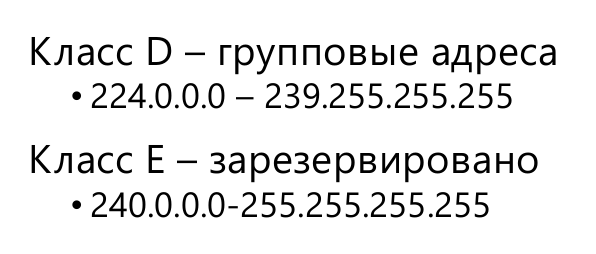 Класс D – групповые адреса
• 224.0.0.0 – 239.255.255.255
Класс E – зарезервировано
• 240.0.0.0-255.255.255.255